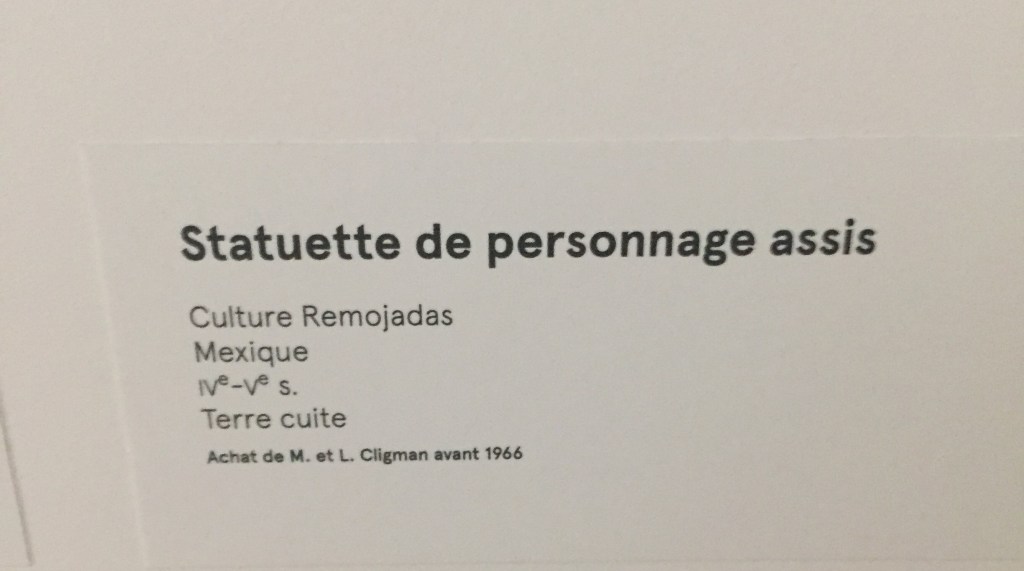 Statuette de personnage assis
Culture Remojadas
Mexique
IVᵉ-Vᵉ s.
Terre cuite
Achat de M. et L. Cligman avant 1966